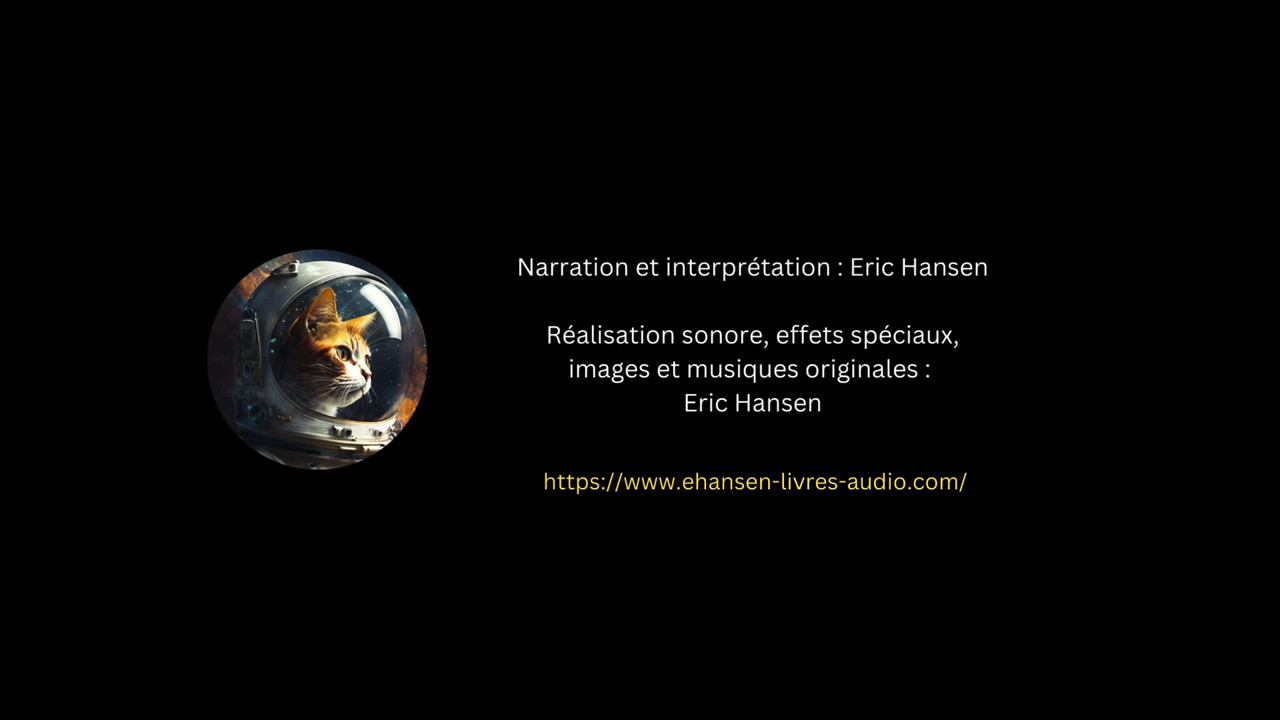 Narration et interprétation : Eric Hansen
Réalisation sonore, effets spéciaux,
images et musiques originales :
Eric Hansen
https://www.ehansen-livres-audio.com/